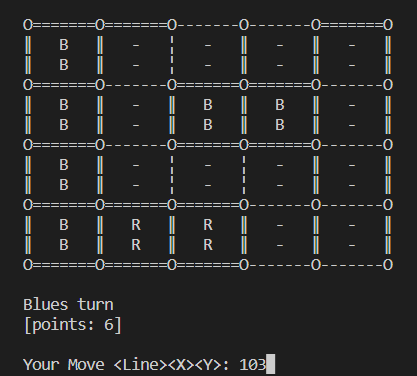 O=======O=======O-------O-------O=======O
‖   B   ‖   -   ¦   -   ‖   -   ‖   -   ‖
‖   B   ‖   -   ¦   -   ‖   -   ‖   -   ‖
O=======O-------O=======O=======O-------O
‖   B   ‖   -   ‖   B   ‖   B   ‖   -   ‖
‖   B   ‖   -   ‖   B   ‖   B   ‖   -   ‖
O=======O-------O=======O=======O-------O
‖   B   ‖   -   ¦   -   ¦   -   ‖   -   ‖
‖   B   ‖   -   ¦   -   ¦   -   ‖   -   ‖
O=======O=======O=======O-------O-------O
‖   B   ‖   R   ‖   R   ‖   -   ‖   -   ‖
‖   B   ‖   R   ‖   R   ‖   -   ‖   -   ‖
O=======O=======O=======O-------O-------O
Blues turn
[points: 6]
Your Move <Line><X><Y>: 103